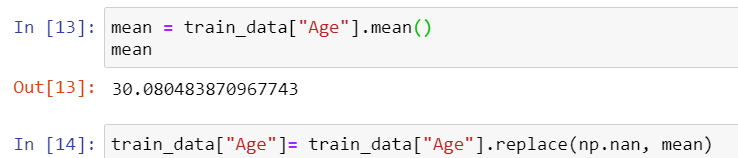 In [13]: mean = train_data["Age"].mean()
mean
Out[13]: 30.080483870967743
In [14]: train_data["Age"]= train_data["Age"].replace(np.nan, mean)